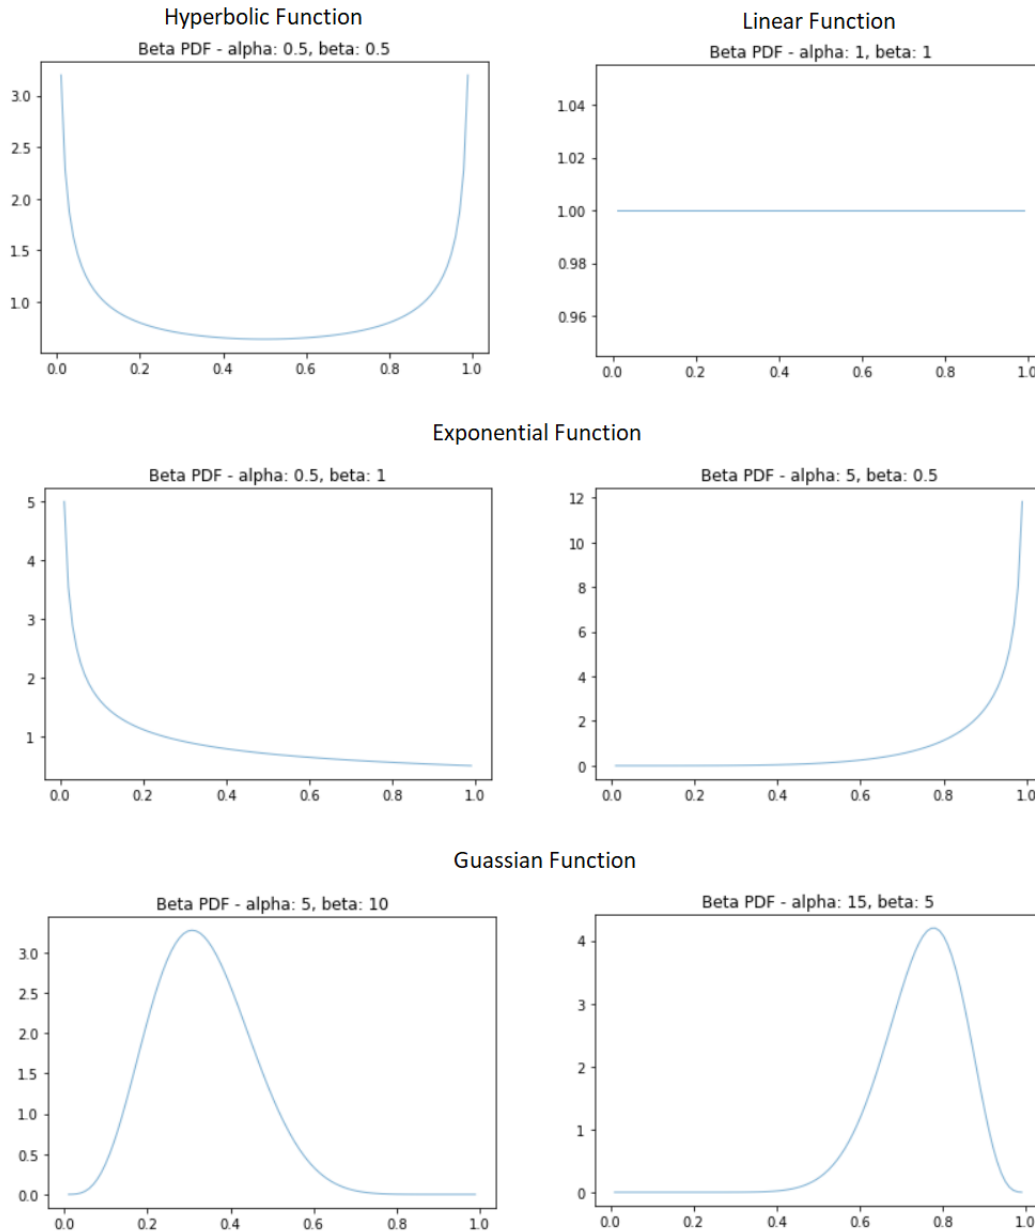 Hyperbolic Function
Beta PDF - alpha: 0.5, beta: 0.5
3.0
2.5
2.0
1.5
1.0
0.0 0.2 0.4 0.6 0.8 1.0
Linear Function
Beta PDF - alpha: 1, beta: 1
1.04
1.02
1.00
0.98
0.96
0.0 0.2 0.4 0.6 0.8 1.0
Exponential Function
Beta PDF - alpha: 0.5, beta: 1
5
4
3
2
1
0.0 0.2 0.4 0.6 0.8 1.0
Beta PDF - alpha: 5, beta: 0.5
12
10
8
6
4
2
0
0.0 0.2 0.4 0.6 0.8 1.0
Guassian Function
Beta PDF - alpha: 5, beta: 10
3.0
2.5
2.0
1.5
1.0
0.5
0.0
0.0 0.2 0.4 0.6 0.8 1.0
Beta PDF - alpha: 15, beta: 5
4
3
2
1
0
0.0 0.2 0.4 0.6 0.8 1.0